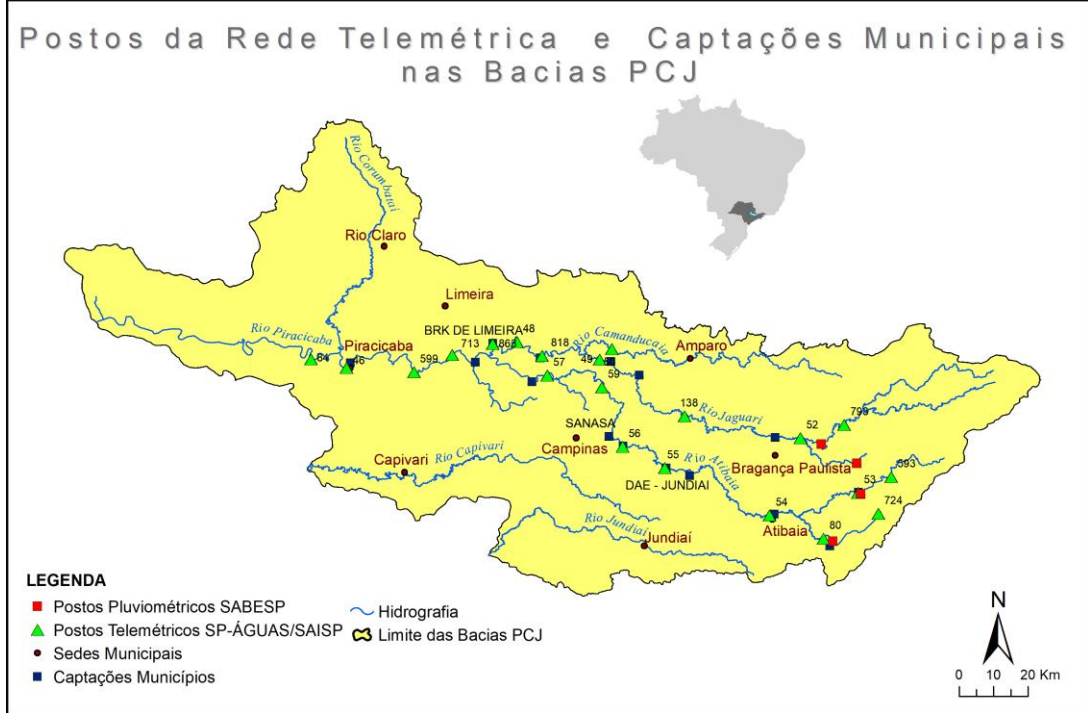 Postos da Rede Telemétrica e Captações Municipais
nas Bacias PCJ
Rio Corumbataí
Rio Claro
Limeira
Rio Piracicaba
Piracicaba
64
46
599
BRK DE LIMEIRA
713
868
48
818
57
Rio Camanducaia
49
59
Amparo
138
Rio Jaguari
52
798
SANASA
Campinas
56
Rio Atibaia
Bragança Paulista
Capivari
Rio Capivari
55
DAE - JUNDIAI
53
593
724
54
Atibaia
80
Rio Jundiaí
Jundiaí
LEGENDA
Postos Pluviométricos SABESP
Postos Telemétricos SP-ÁGUAS/SAISP
Sedes Municipais
Captações Municípios
Hidrografia
Limite das Bacias PCJ
N
0 10 20 Km